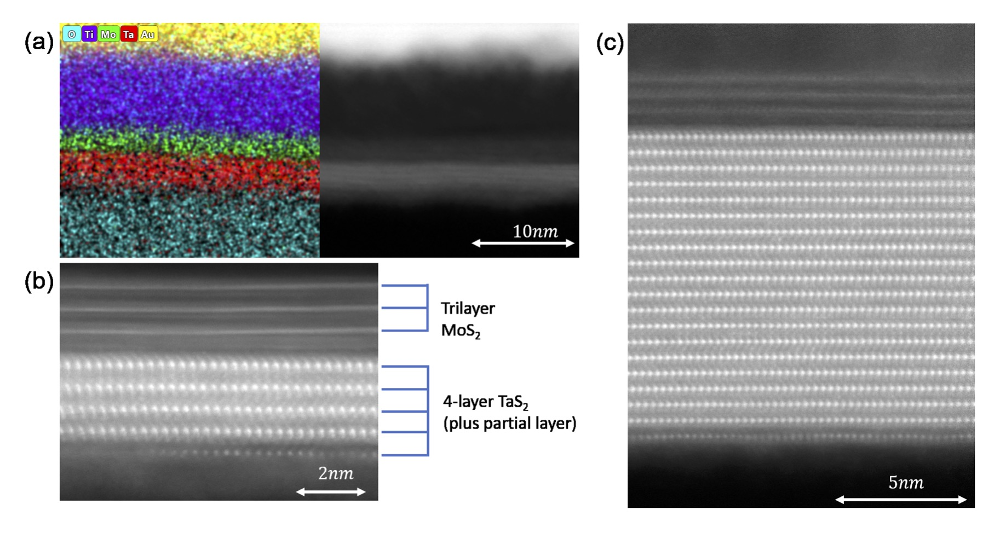 (a)
O Ti Mo Ta Au
10nm
(b)
Trilayer
MoS₂
4-layer TaS₂
(plus partial layer)
2nm
(c)
5nm